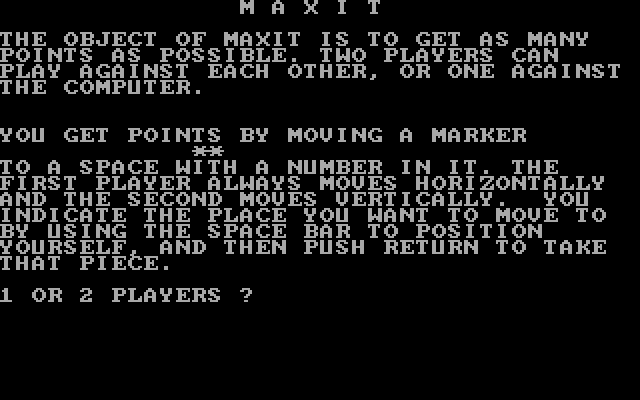 M A X I T
THE OBJECT OF MAXIT IS TO GET AS MANY
POINTS AS POSSIBLE. TWO PLAYERS CAN
PLAY AGAINST EACH OTHER, OR ONE AGAINST
THE COMPUTER.
YOU GET POINTS BY MOVING A MARKER
**
TO A SPACE WITH A NUMBER IN IT. THE
FIRST PLAYER ALWAYS MOVES HORIZONTALLY
AND THE SECOND MOVES VERTICALLY.  YOU
INDICATE THE PLACE YOU WANT TO MOVE TO
BY USING THE SPACE BAR TO POSITION
YOURSELF, AND THEN PUSH RETURN TO TAKE
THAT PIECE.
1 OR 2 PLAYERS ?